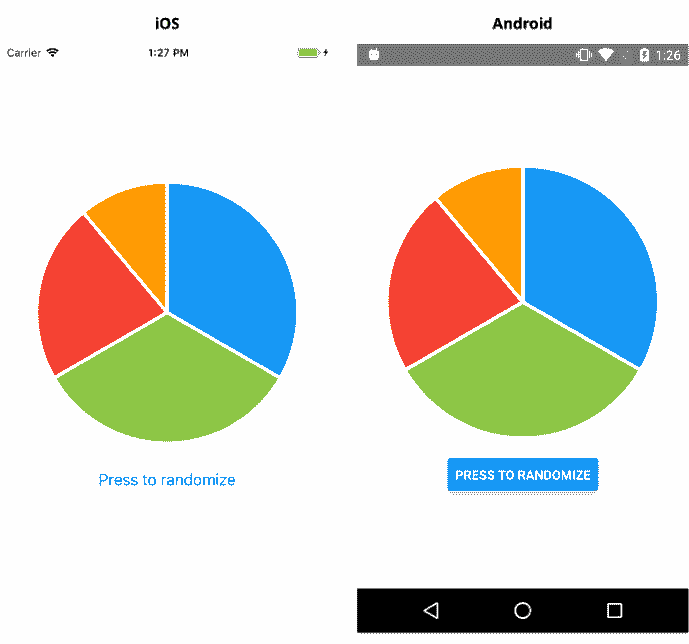 iOS
Carrier 1:27 PM
Press to randomize
Android
1:26
PRESS TO RANDOMIZE